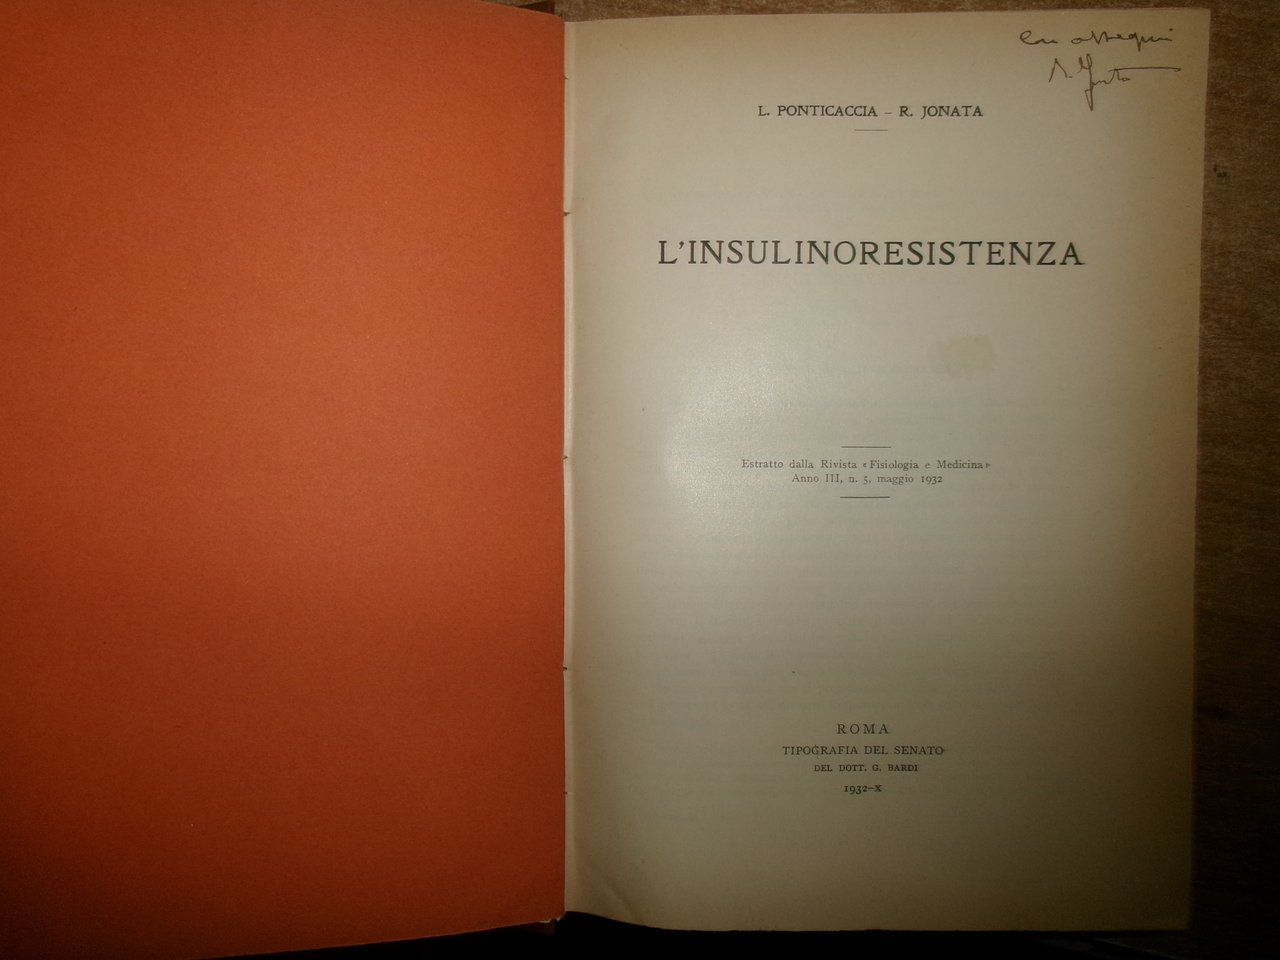 con ossequi
L. PONTICACCIA – R. JONATA
L'INSULINORESISTENZA
Estratto dalla Rivista « Fisiologia e Medicina »
Anno III, n. 5, maggio 1932
ROMA
TIPOGRAFIA DEL SENATO
DEL DOTT. G. BARDI
1932–X